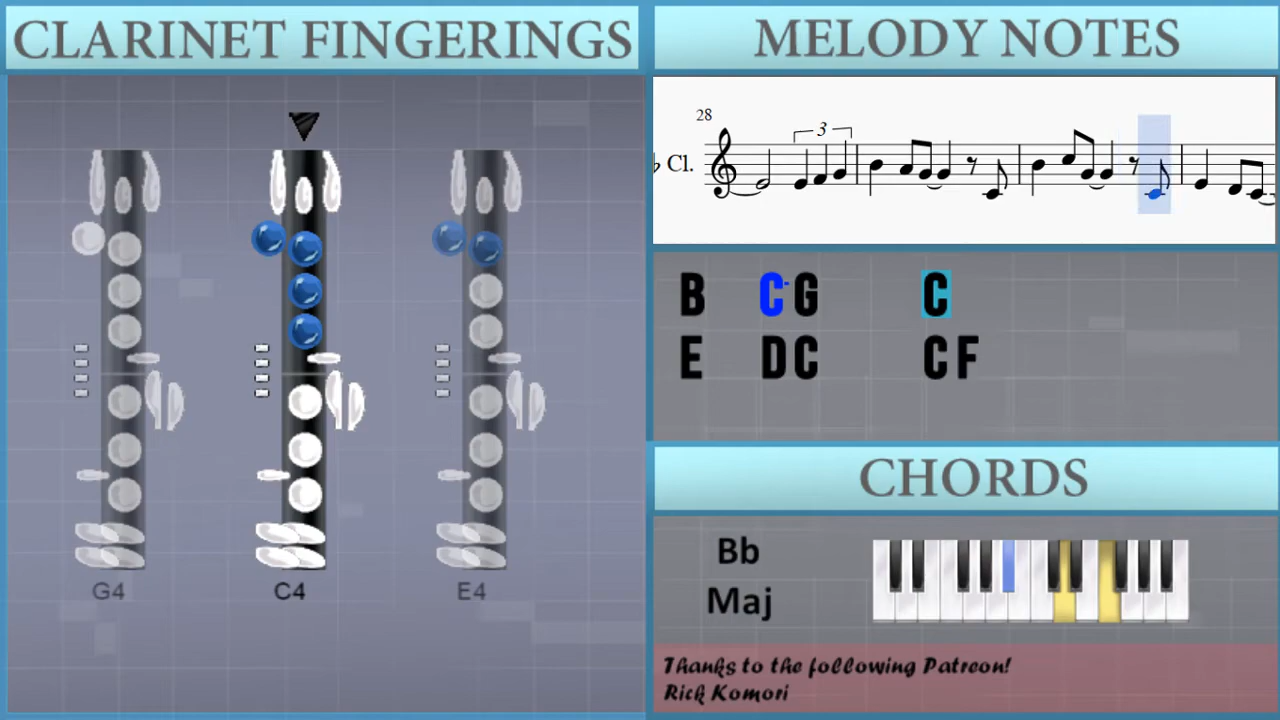 CLARINET FINGERINGS
MELODY NOTES
28
3
♭ Cl.
B C G C
E D C C F
G4 C4 E4
CHORDS
Bb
Maj
Thanks to the following Patreon!
Rick Komori